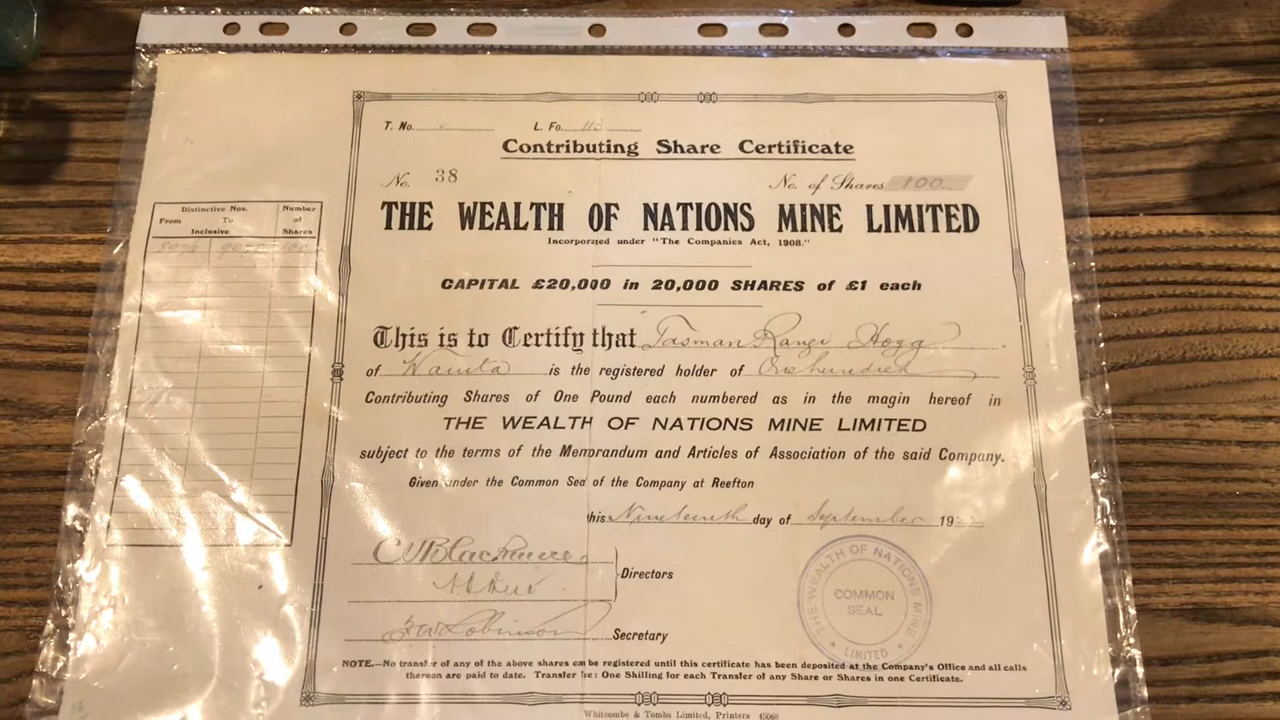 T. No. L. Fo.
Contributing Share Certificate
No. 38 No. of Shares 100
THE WEALTH OF NATIONS MINE LIMITED
Incorporated under "The Companies Act, 1908."
CAPITAL £20,000 in 20,000 SHARES of £1 each
Distinctive Nos. Number
From To of
Inclusive Shares
This is to Certify that Tasman Rangi Hogg
of is the registered holder of One hundred
Contributing Shares of One Pound each numbered as in the magin hereof in
THE WEALTH OF NATIONS MINE LIMITED
subject to the terms of the Memorandum and Articles of Association of the said Company.
Given under the Common Seal of the Company at Reefton
this Nineteenth day of September 19
Directors
Robinson Secretary
THE WEALTH OF NATIONS MINE
COMMON
SEAL
LIMITED
NOTE.—No transfer of any of the above shares can be registered until this certificate has been deposited at the Company's Office and all calls
thereon are paid to date. Transfer Fee: One Shilling for each Transfer of any Share or Shares in one Certificate.
Whitcombe & Tombs Limited, Printers 45068